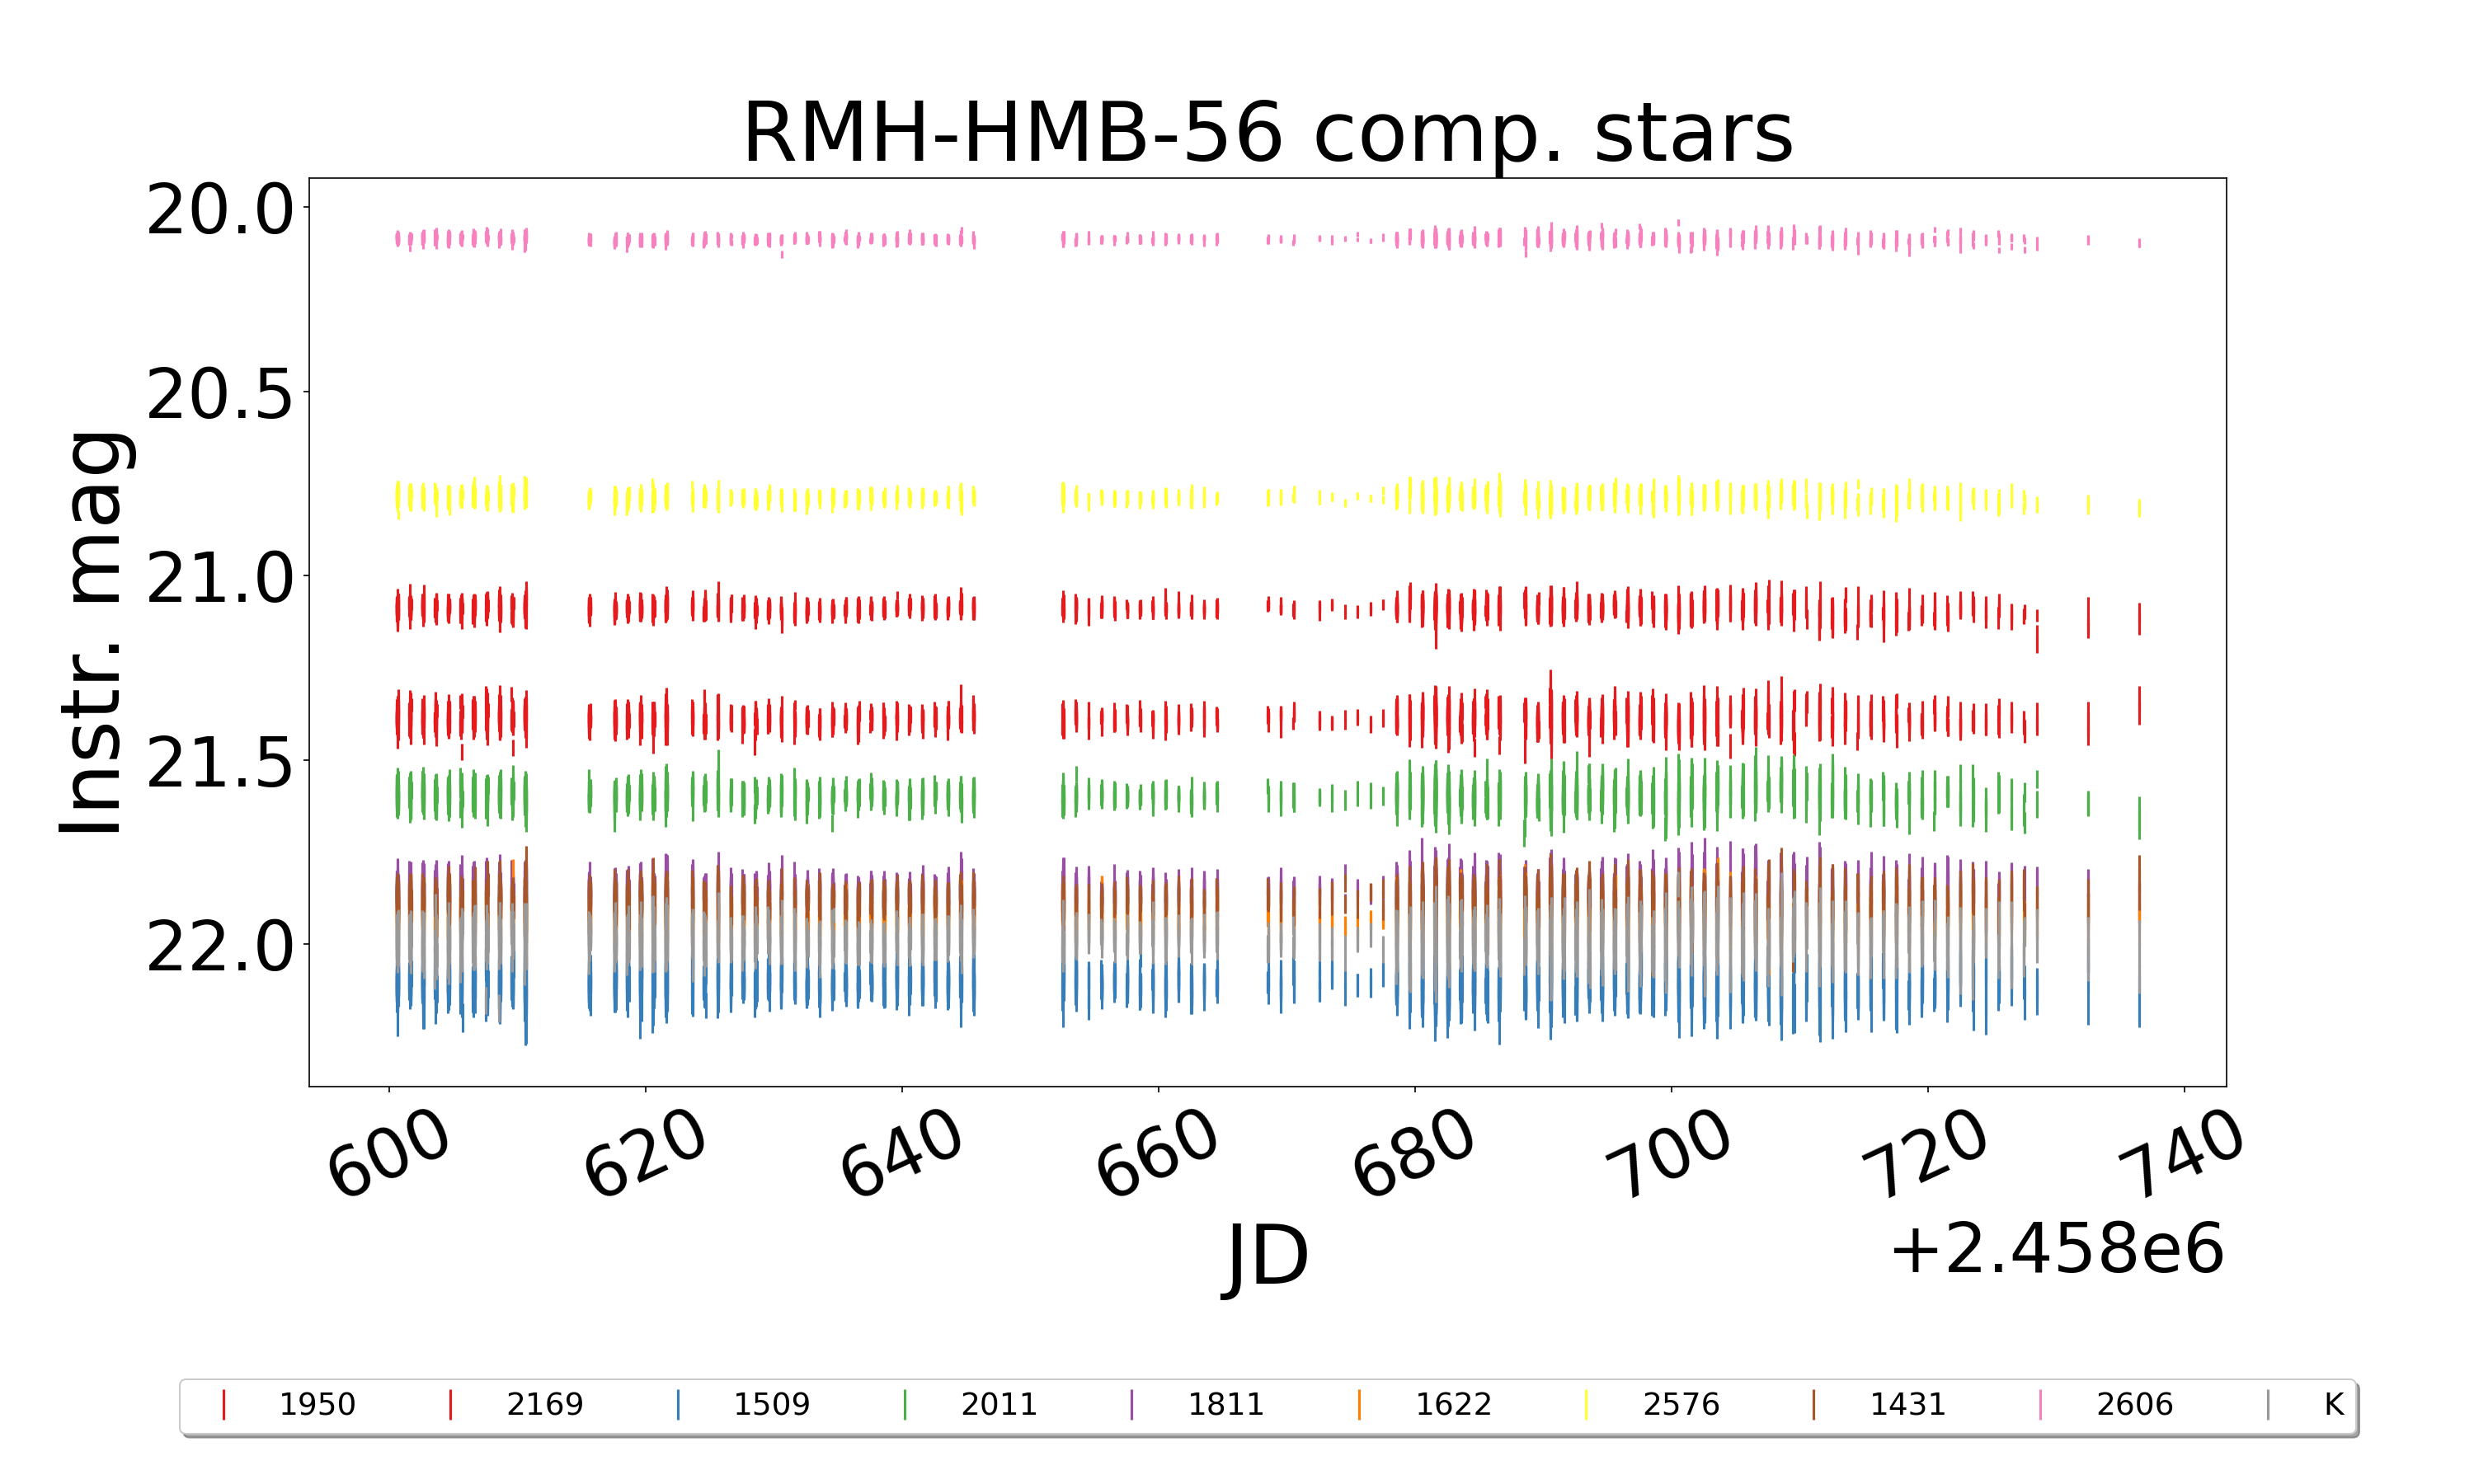 RMH-HMB-56 comp. stars
20.0
20.5
21.0
21.5
22.0
Instr. mag
600 620 640 660 680 700 720 740
JD
+2.458e6
1950 2169 1509 2011 1811 1622 2576 1431 2606 K